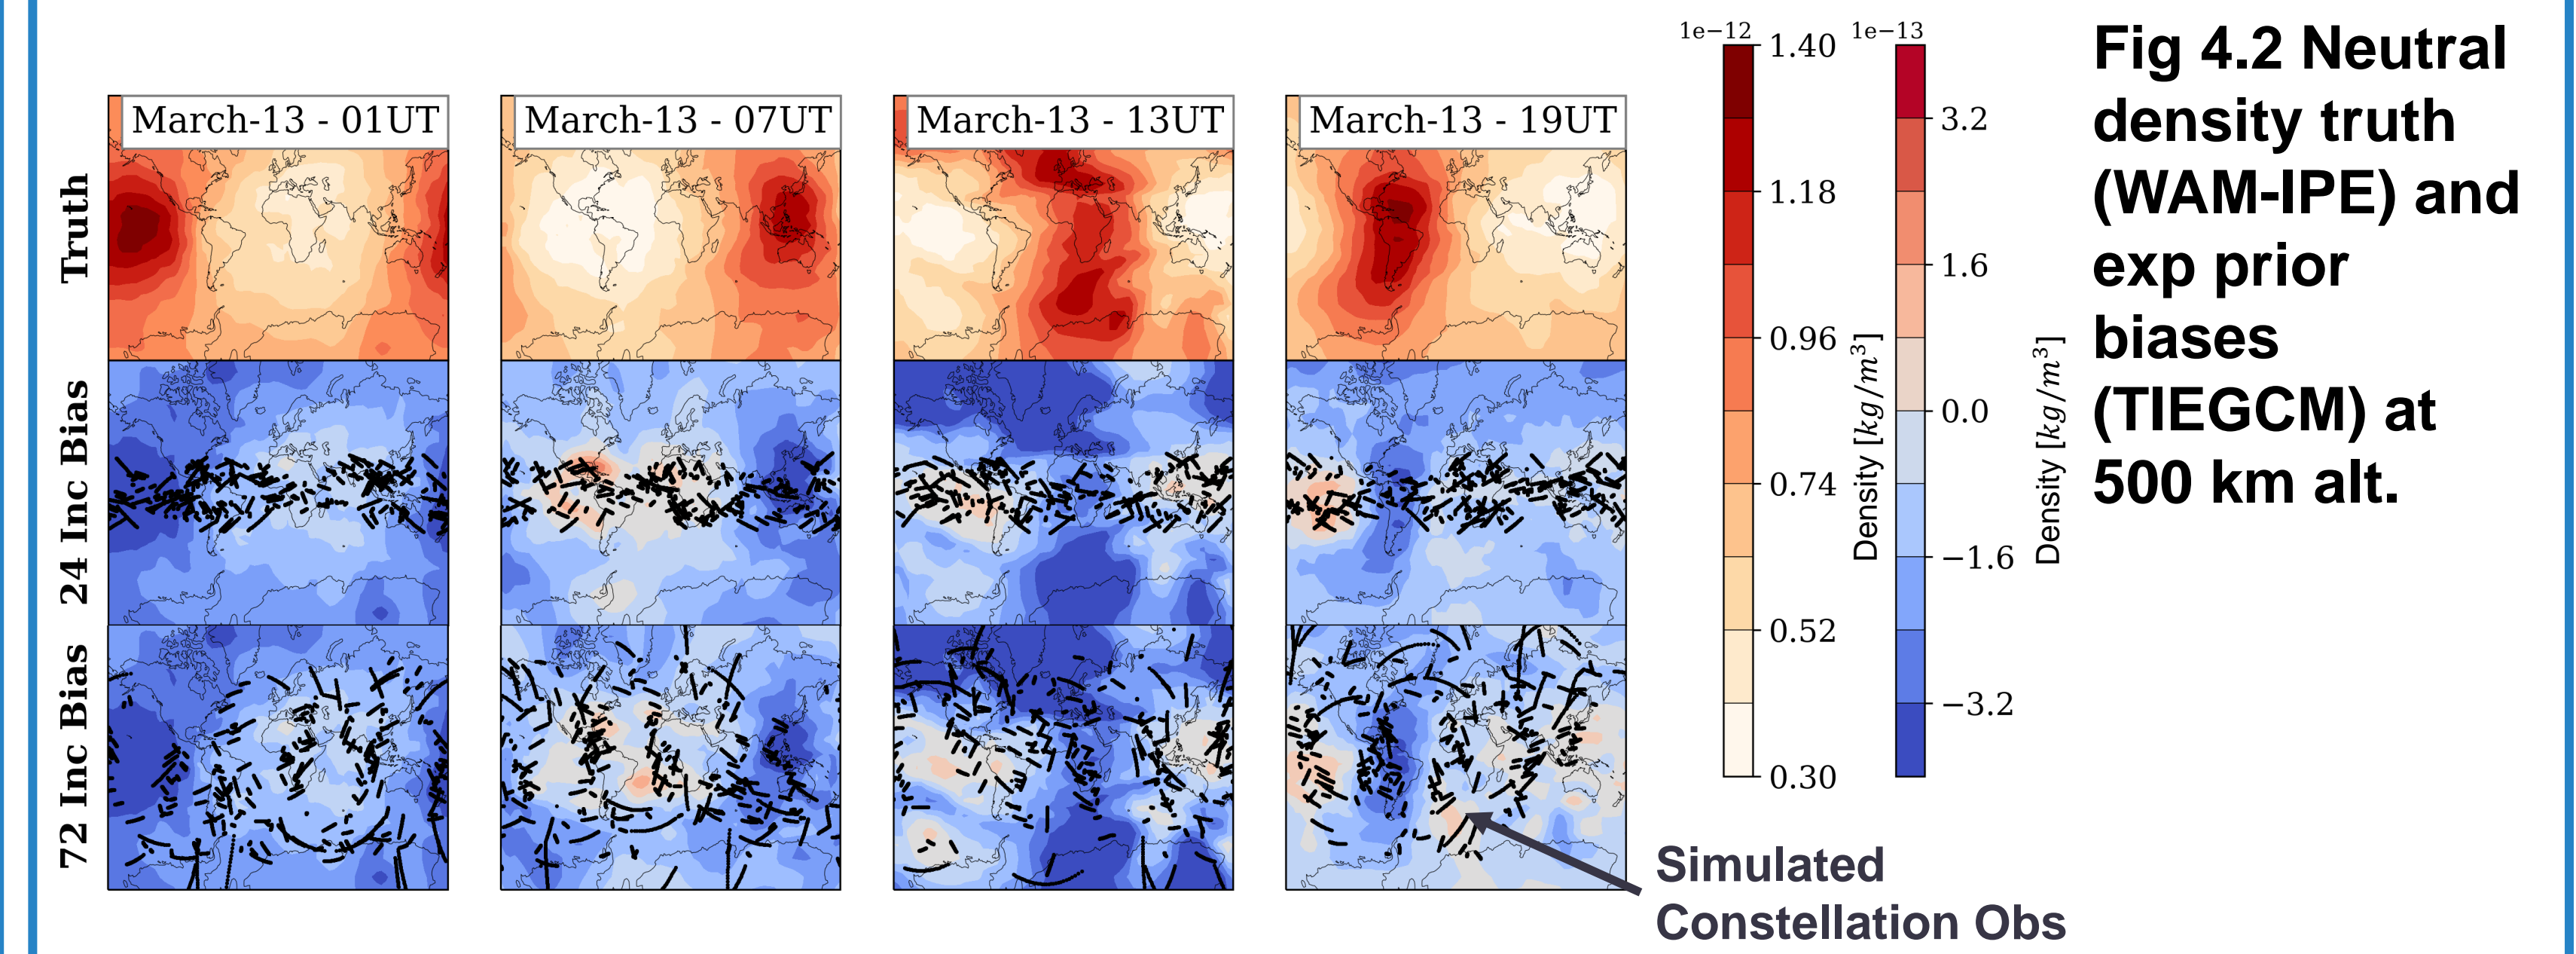 March-13 - 01UT
March-13 - 07UT
March-13 - 13UT
March-13 - 19UT
Truth
24 Inc Bias
72 Inc Bias
1e−12
1.40
1.18
0.96
0.74
0.52
0.30
Density [kg/m³]
1e−13
3.2
1.6
0.0
−1.6
−3.2
Density [kg/m³]
Fig 4.2 Neutral
density truth
(WAM-IPE) and
exp prior
biases
(TIEGCM) at
500 km alt.
Simulated
Constellation Obs